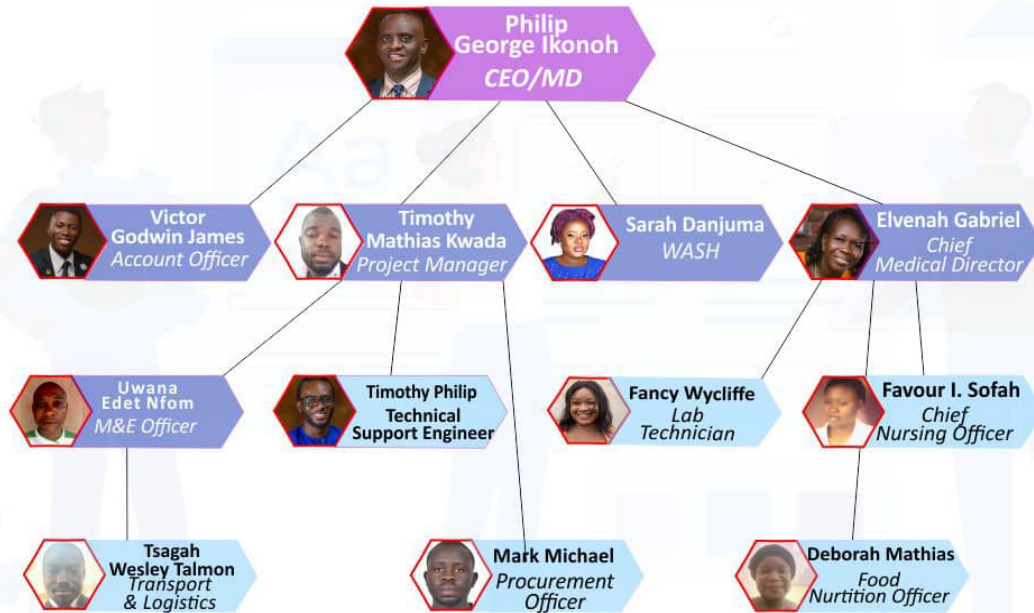 Philip
George Ikonoh
CEO/MD
Victor
Godwin James
Account Officer
Timothy
Mathias Kwada
Project Manager
Sarah Danjuma
WASH
Elvenah Gabriel
Chief
Medical Director
Uwana
Edet Nfom
M&E Officer
Timothy Philip
Technical
Support Engineer
Fancy Wycliffe
Lab
Technician
Favour I. Sofah
Chief
Nursing Officer
Tsagah
Wesley Talmon
Transport
& Logistics
Mark Michael
Procurement
Officer
Deborah Mathias
Food
Nurtition Officer
Aa